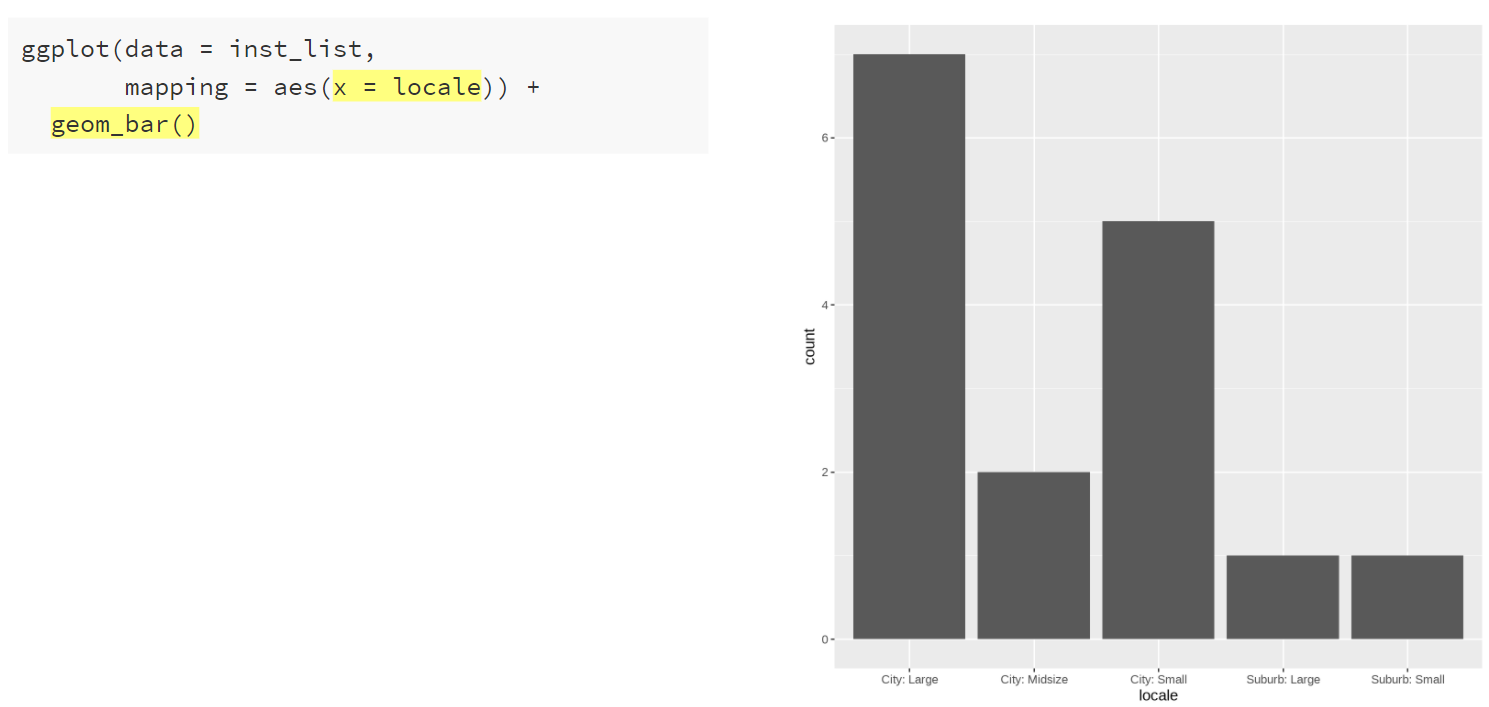 ggplot(data = inst_list,
mapping = aes(x = locale)) +
geom_bar()
6
4
2
0
count
City: Large
City: Midsize
City: Small
Suburb: Large
Suburb: Small
locale